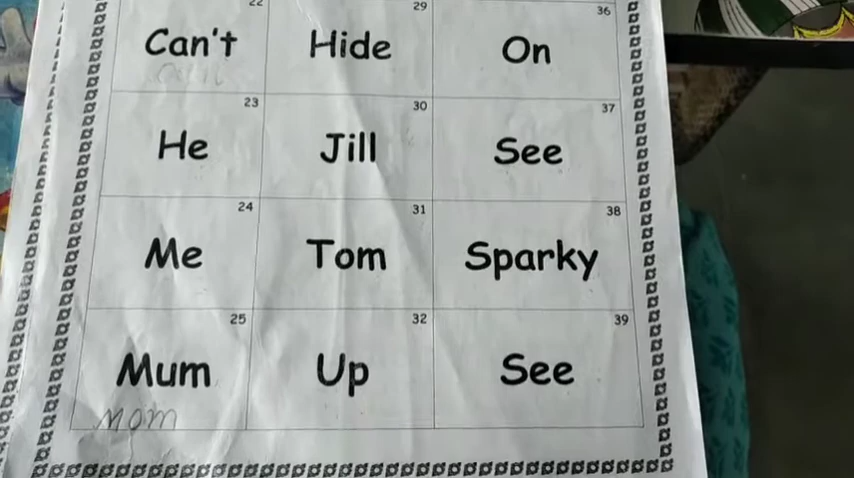 22 29 36
Can't Hide On
23 30 37
He Jill See
24 31 38
Me Tom Sparky
25 32 39
Mum Up See
Mom